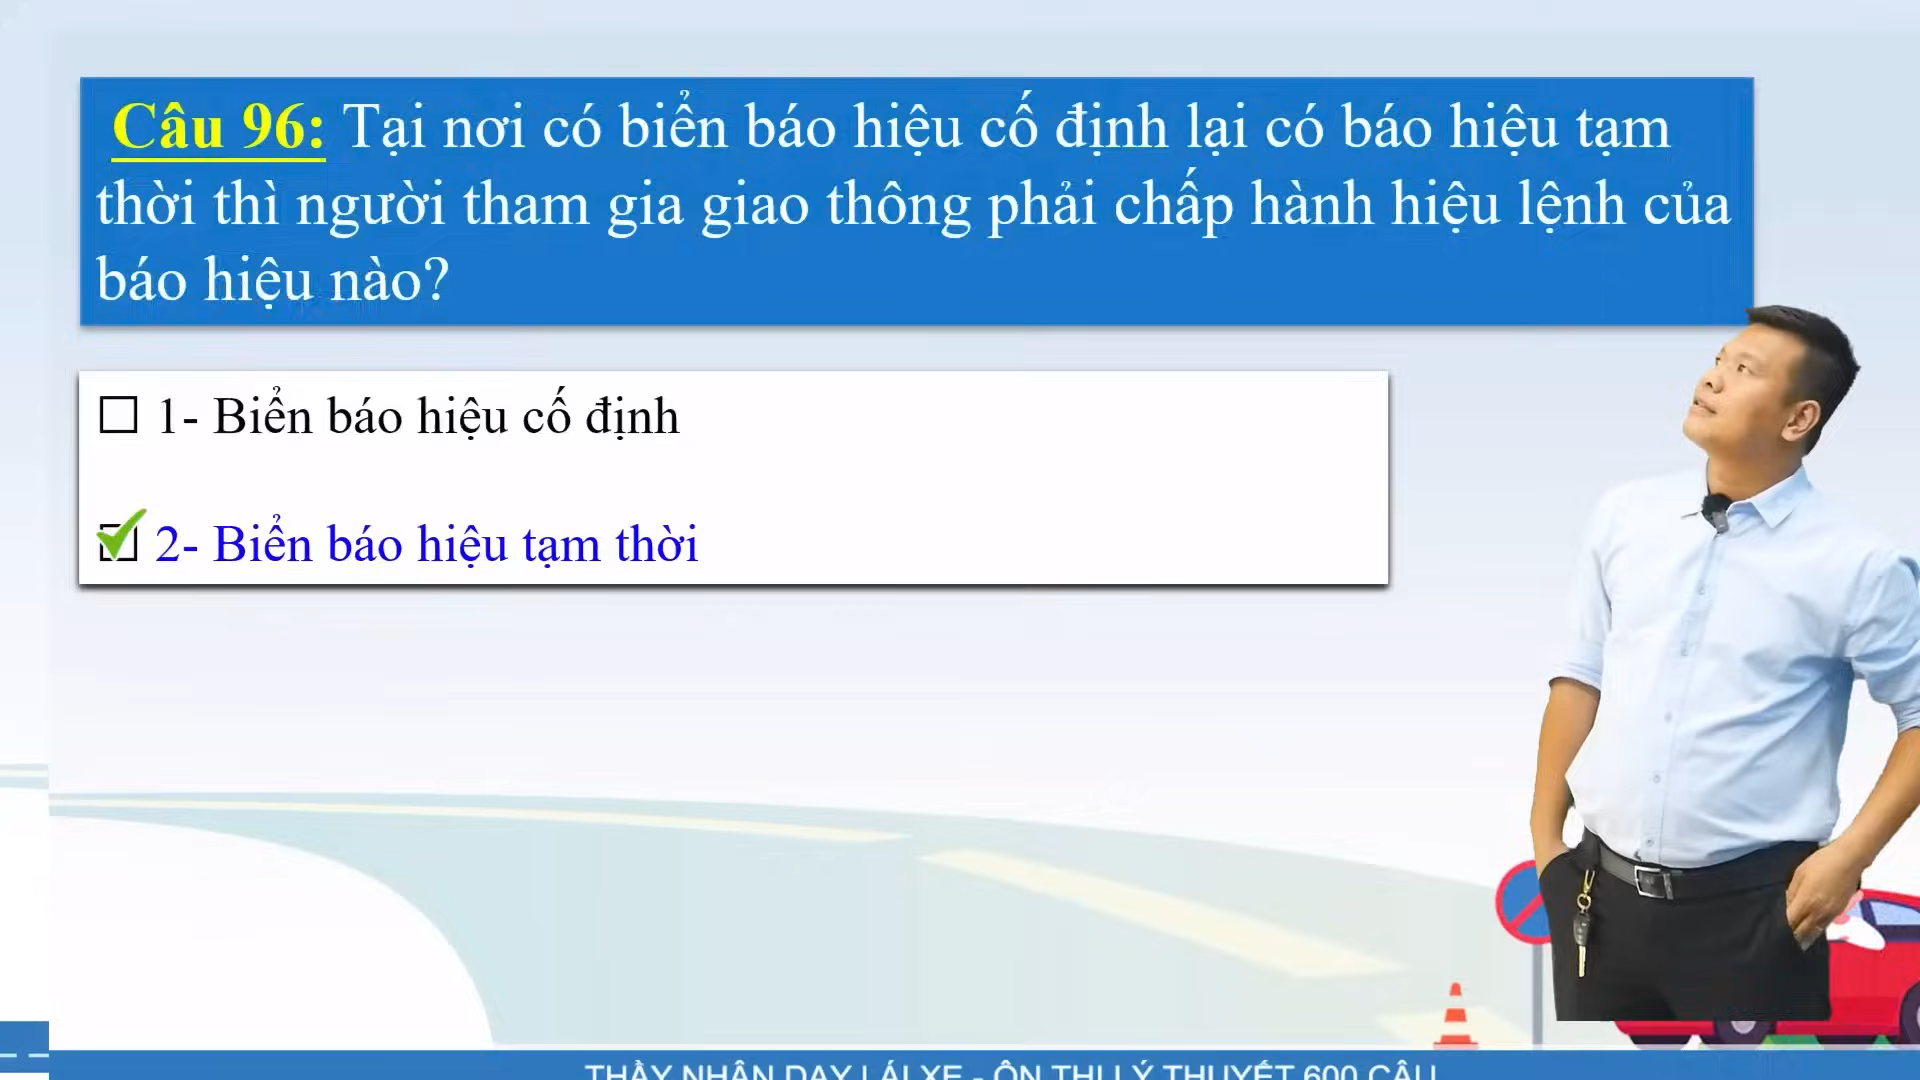 Câu 96: Tại nơi có biển báo hiệu cố định lại có báo hiệu tạm
thời thì người tham gia giao thông phải chấp hành hiệu lệnh của
báo hiệu nào?
1- Biển báo hiệu cố định
2- Biển báo hiệu tạm thời
THẦY NHÂN DẠY LÁI XE - ÔN THI LÝ THUYẾT 600 CÂU